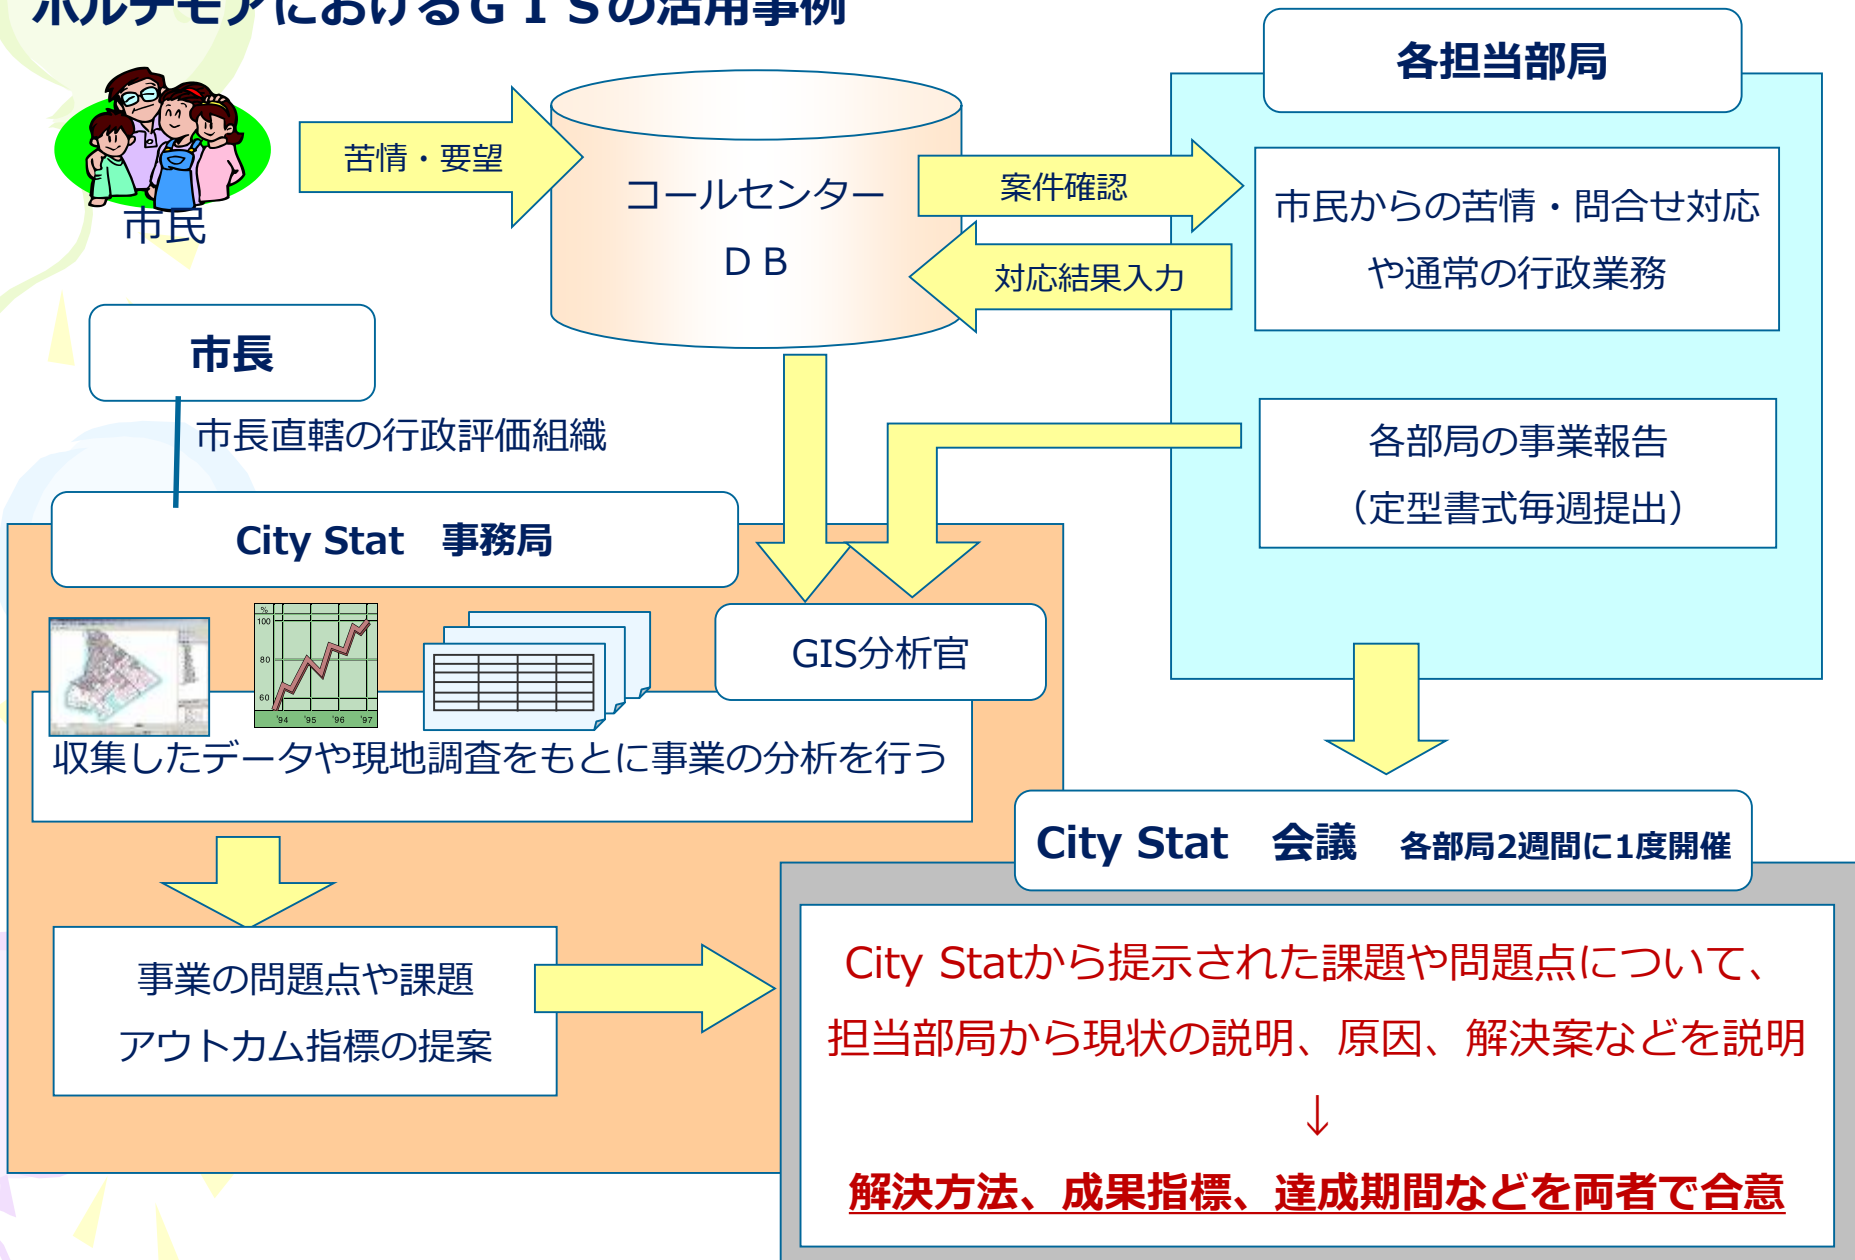 ボルチモアにおけるＧＩＳの活用事例
各担当部局
市民
苦情・要望
コールセンター
ＤＢ
案件確認
対応結果入力
市民からの苦情・問合せ対応
や通常の行政業務
市長
市長直轄の行政評価組織
各部局の事業報告
（定型書式毎週提出）
City Stat　事務局
%
100
80
60
'94 '95 '96 '97
GIS分析官
収集したデータや現地調査をもとに事業の分析を行う
City Stat　会議　各部局2週間に1度開催
事業の問題点や課題
アウトカム指標の提案
City Statから提示された課題や問題点について、
担当部局から現状の説明、原因、解決案などを説明
↓
解決方法、成果指標、達成期間などを両者で合意